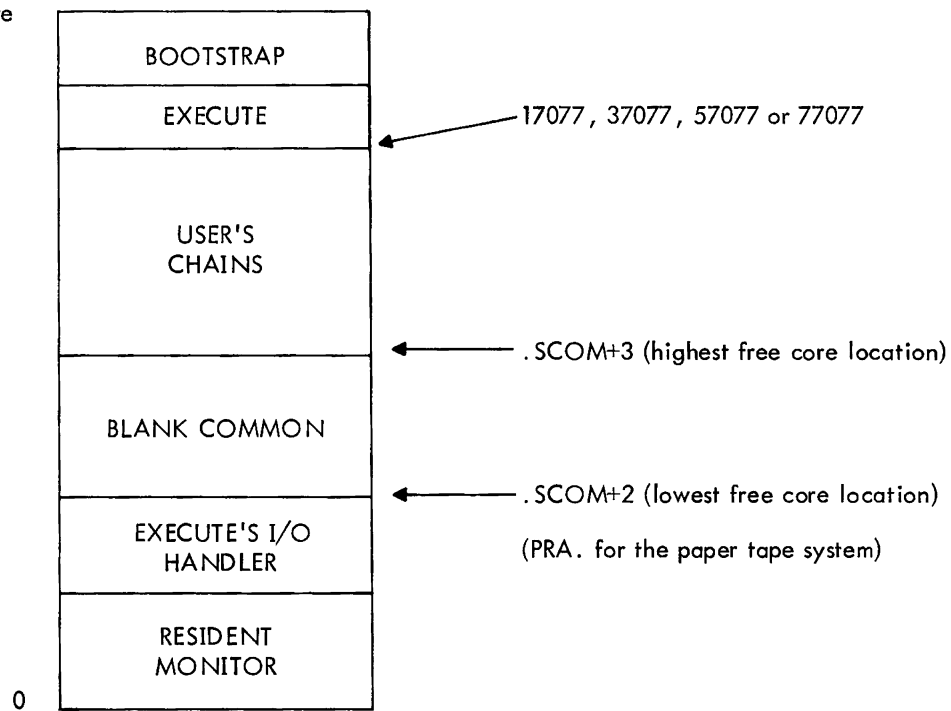 BOOTSTRAP
EXECUTE
17077, 37077, 57077 or 77077
USER'S
CHAINS
.SCOM+3 (highest free core location)
BLANK COMMON
.SCOM+2 (lowest free core location)
EXECUTE'S I/O
HANDLER
(PRA. for the paper tape system)
RESIDENT
MONITOR
0